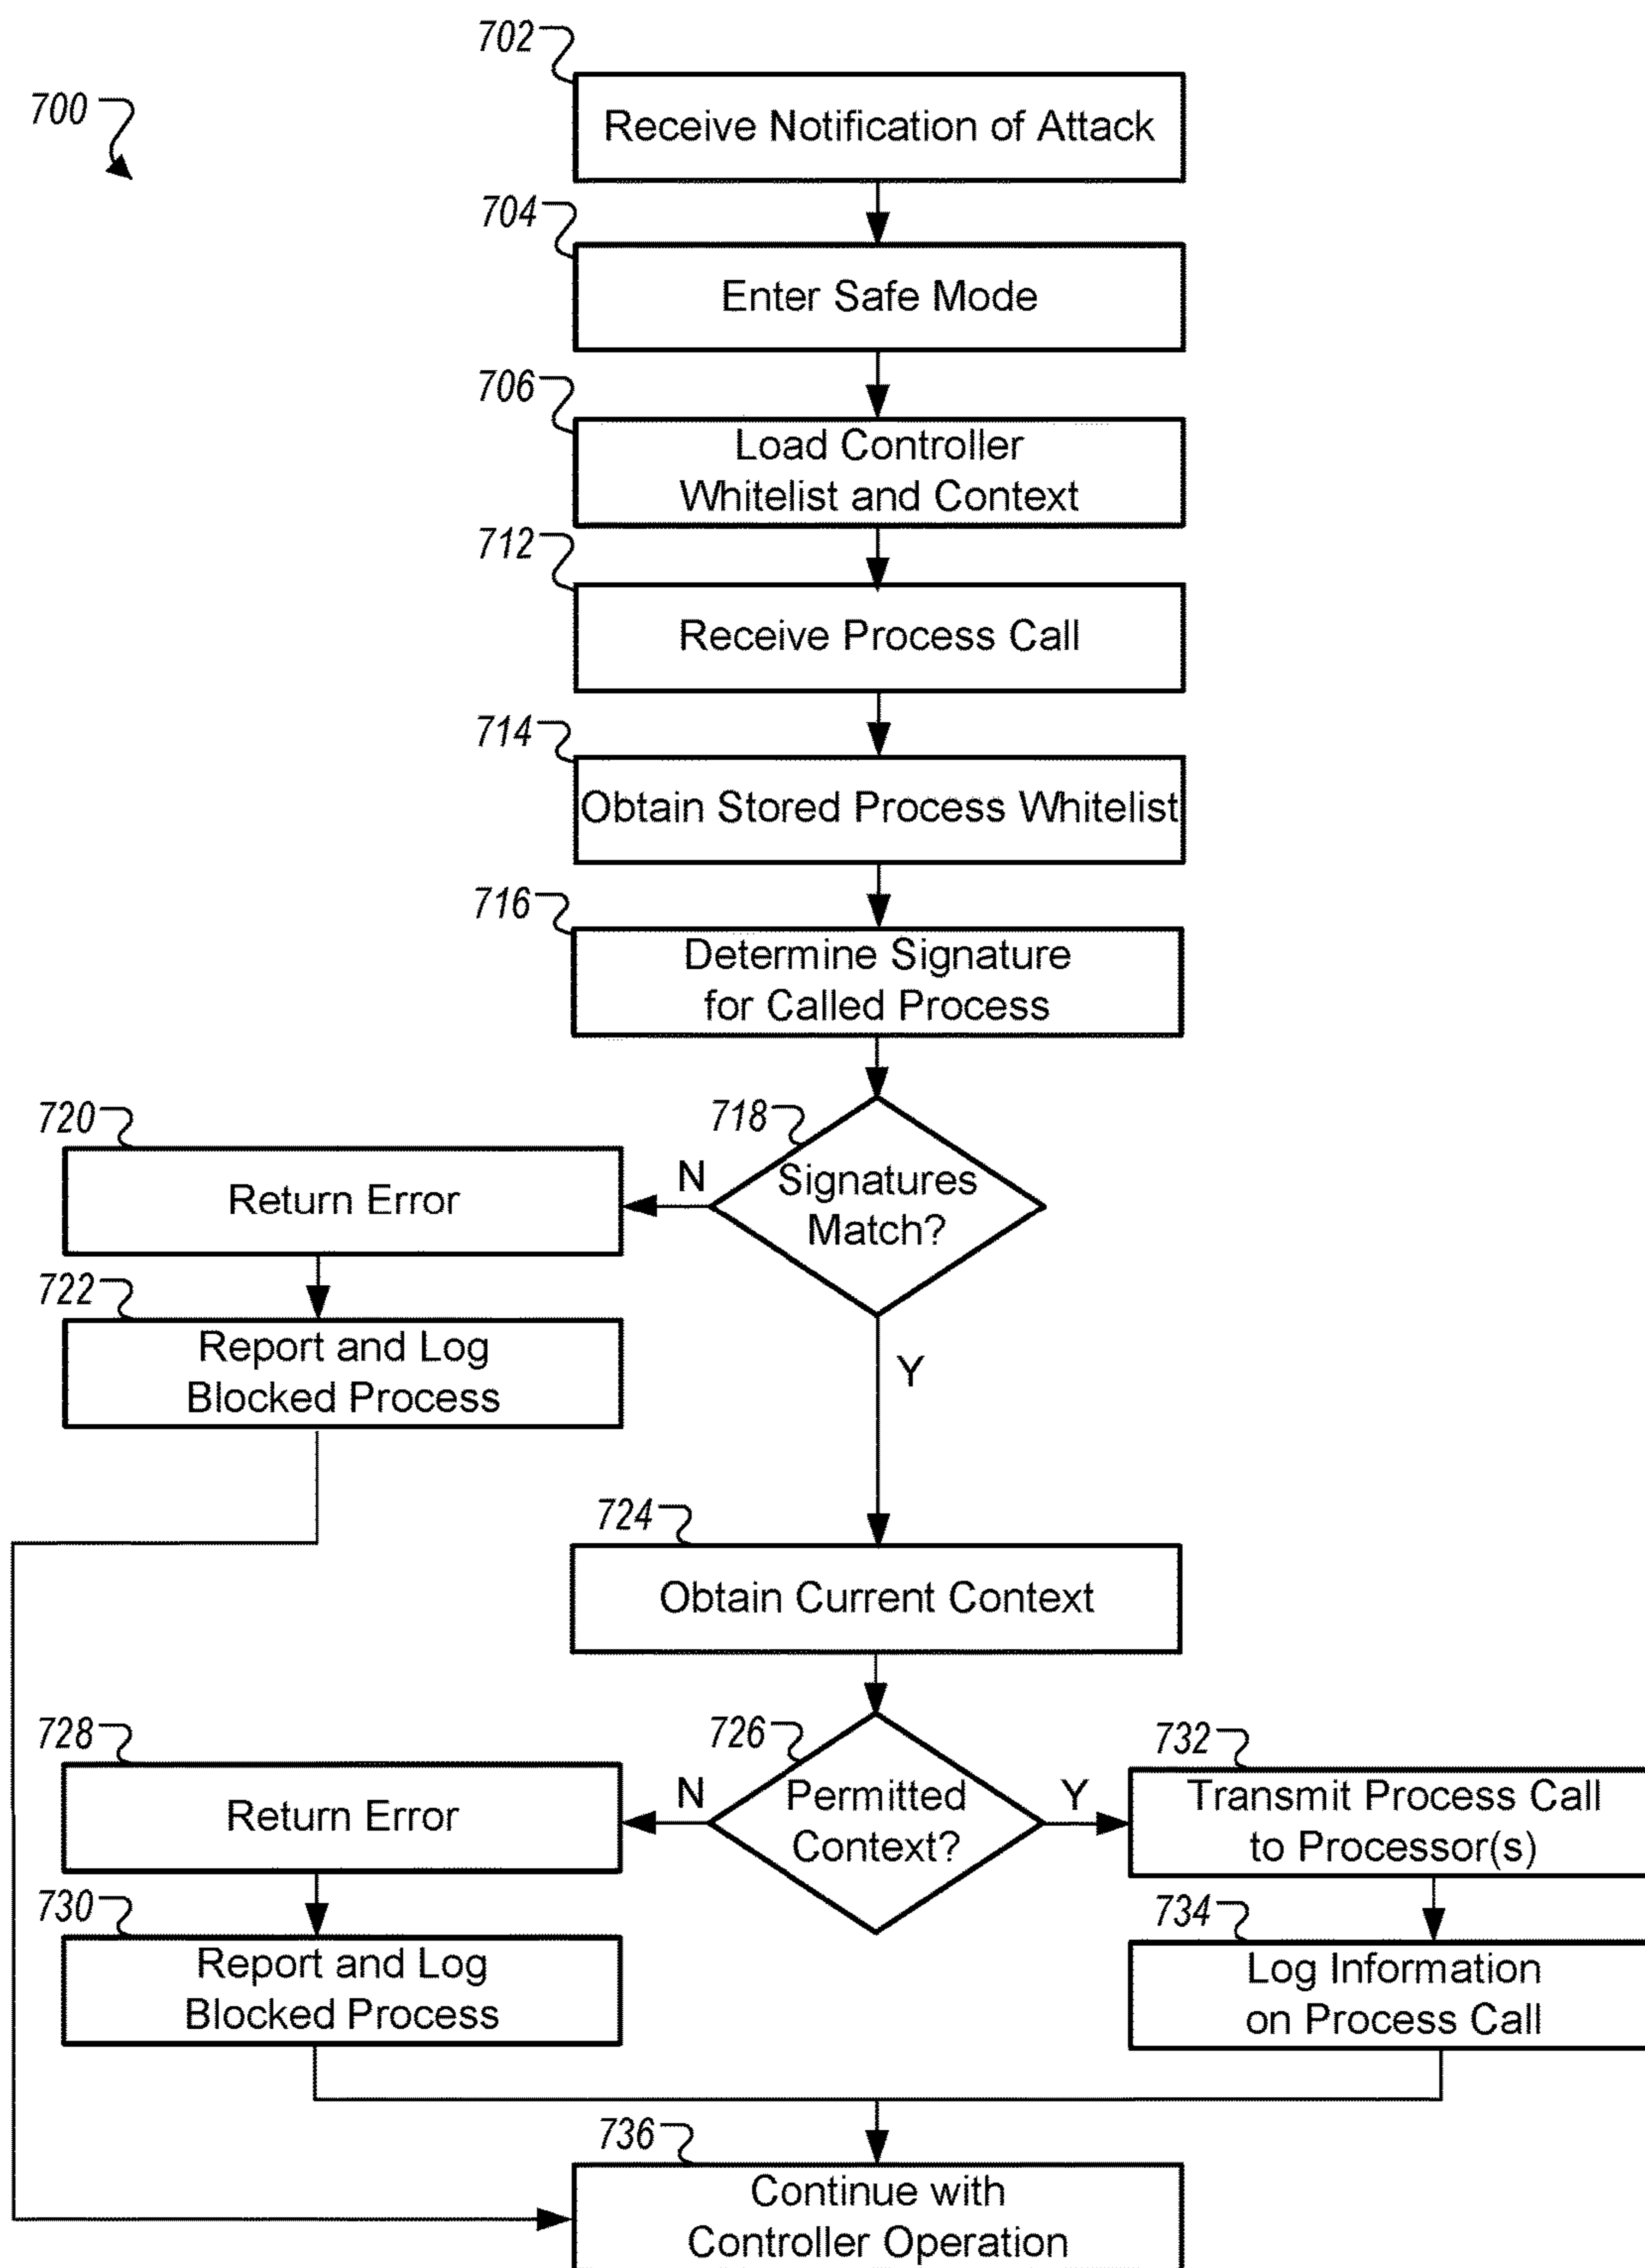 702
700
Receive Notification of Attack
704
Enter Safe Mode
706
Load Controller
Whitelist and Context
712
Receive Process Call
714
Obtain Stored Process Whitelist
716
Determine Signature
for Called Process
720
718
Return Error
N
Signatures
Match?
722
Report and Log
Blocked Process
Y
724
Obtain Current Context
728
726
732
Return Error
N
Permitted
Context?
Y
Transmit Process Call
to Processor(s)
730
734
Report and Log
Blocked Process
Log Information
on Process Call
736
Continue with
Controller Operation